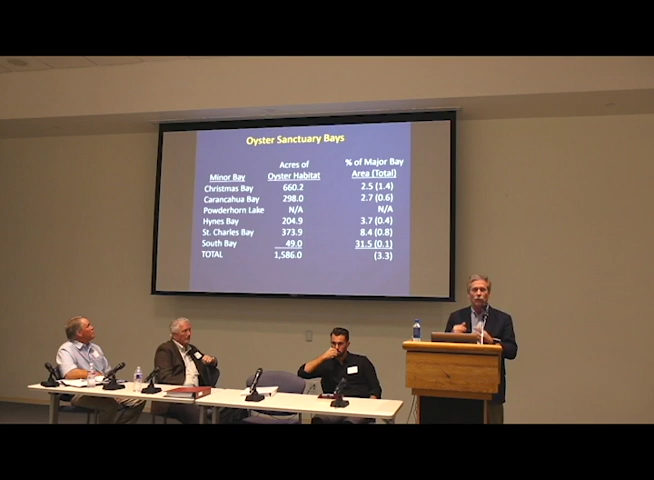 Oyster Sanctuary Bays
Acres of % of Major Bay
Minor Bay Oyster Habitat Area (Total)
Christmas Bay 660.2 2.5 (1.4)
Carancahua Bay 298.0 2.7 (0.6)
Powderhorn Lake N/A N/A
Hynes Bay 204.9 3.7 (0.4)
St. Charles Bay 373.9 8.4 (0.8)
South Bay 49.0 31.5 (0.1)
TOTAL 1,586.0 (3.3)